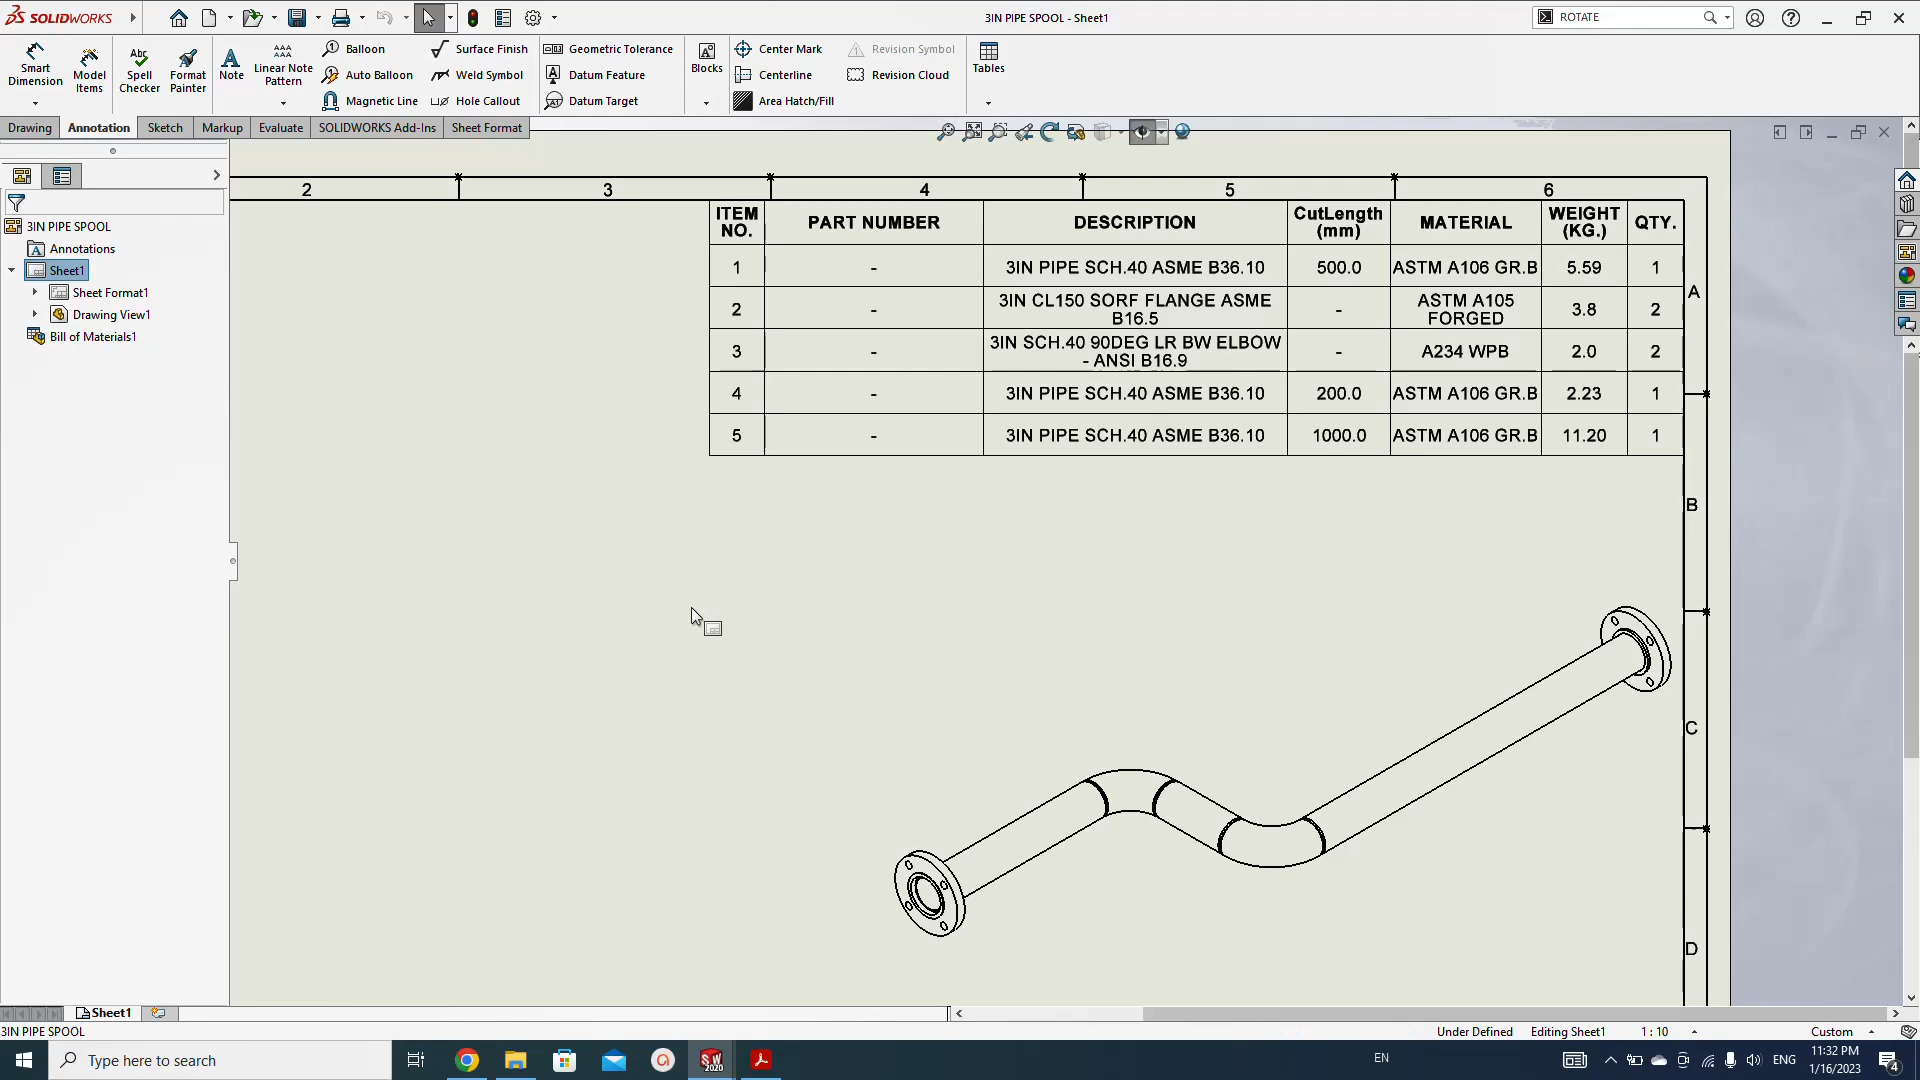 SOLIDWORKS
3IN PIPE SPOOL - Sheet1
ROTATE
Smart Dimension
Model Items
Spell Checker
Format Painter
Note
Linear Note Pattern
Balloon
Auto Balloon
Magnetic Line
Surface Finish
Weld Symbol
Hole Callout
Geometric Tolerance
Datum Feature
Datum Target
Blocks
Center Mark
Centerline
Area Hatch/Fill
Revision Symbol
Revision Cloud
Tables
Drawing Annotation Sketch Markup Evaluate SOLIDWORKS Add-Ins Sheet Format
3IN PIPE SPOOL
Annotations
Sheet1
Sheet Format1
Drawing View1
Bill of Materials1
2 3 4 5 6
ITEM NO. PART NUMBER DESCRIPTION CutLength (mm) MATERIAL WEIGHT (KG.) QTY.
1 - 3IN PIPE SCH.40 ASME B36.10 500.0 ASTM A106 GR.B 5.59 1
2 - 3IN CL150 SORF FLANGE ASME B16.5 - ASTM A105 FORGED 3.8 2
3 - 3IN SCH.40 90DEG LR BW ELBOW - ANSI B16.9 - A234 WPB 2.0 2
4 - 3IN PIPE SCH.40 ASME B36.10 200.0 ASTM A106 GR.B 2.23 1
5 - 3IN PIPE SCH.40 ASME B36.10 1000.0 ASTM A106 GR.B 11.20 1
A
B
C
D
Sheet1
3IN PIPE SPOOL
Under Defined Editing Sheet1 1 : 10 Custom
Type here to search
SW 2020
EN
ENG
11:32 PM
1/16/2023
4